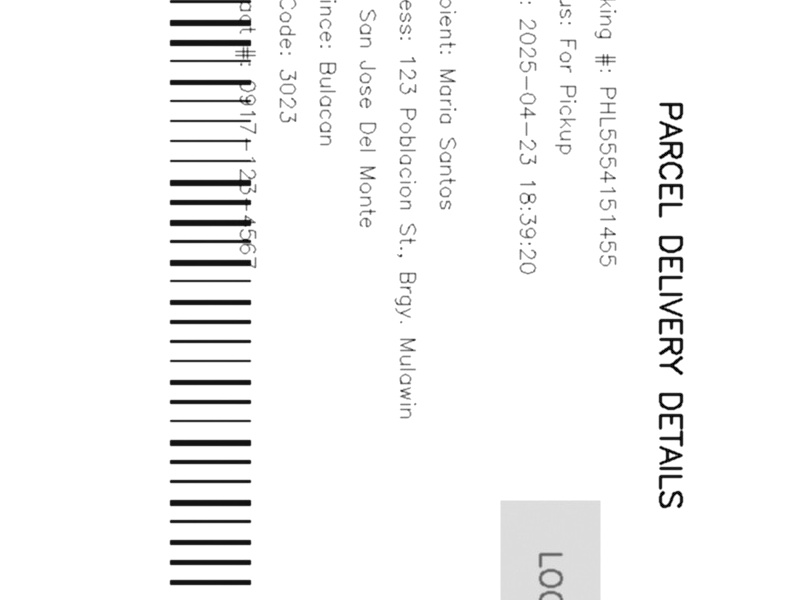 PARCEL DELIVERY DETAILS
king #: PHL5554151455
us: For Pickup
: 2025-04-23 18:39:20
LOG
pient: Maria Santos
ess: 123 Poblacion St., Brgy. Mulawin
San Jose Del Monte
ince: Bulacan
Code: 3023
act #: 0917-123-4567